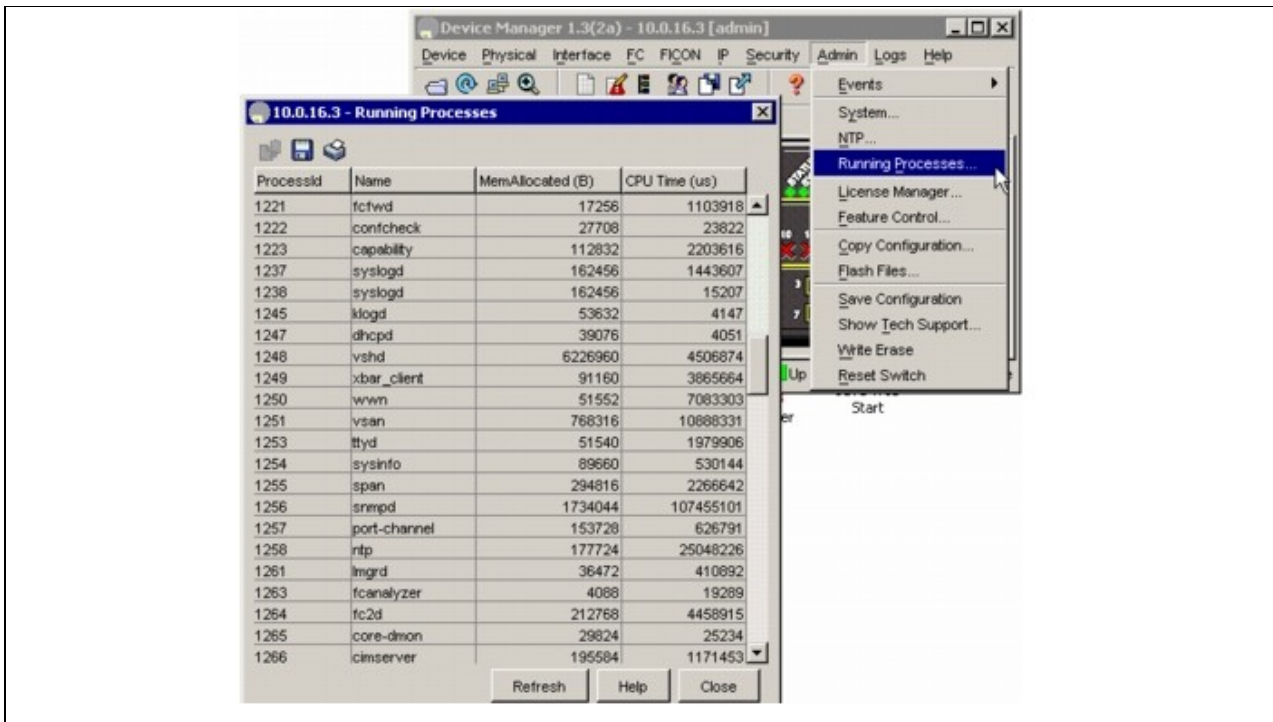 Device Manager 1.3(2a) - 10.0.16.3 [admin]
Device Physical Interface FC FICON IP Security Admin Logs Help
Events
System...
NTP...
Running Processes...
License Manager...
Feature Control...
Copy Configuration...
Flash Files...
Save Configuration
Show Tech Support...
Write Erase
Reset Switch
Up
Start
10.0.16.3 - Running Processes
ProcessId Name MemAllocated (B) CPU Time (us)
1221 fcfwd 17256 1103918
1222 confcheck 27708 23822
1223 capability 112832 2203616
1237 syslogd 162456 1443607
1238 syslogd 162456 15207
1245 klogd 53632 4147
1247 dhcpd 39076 4051
1248 vshd 6226960 4506874
1249 xbar_client 91160 3865664
1250 wwn 51552 7083303
1251 vsan 768316 10888331
1253 ttyd 51540 1979906
1254 sysinfo 89660 530144
1255 span 294816 2266642
1256 snmpd 1734044 107455101
1257 port-channel 153728 626791
1258 ntp 177724 25048226
1261 lmgrd 36472 410892
1263 fcanalyzer 4088 19289
1264 fc2d 212768 4458915
1265 core-dmon 29824 25234
1266 cimserver 195584 1171453
Refresh Help Close